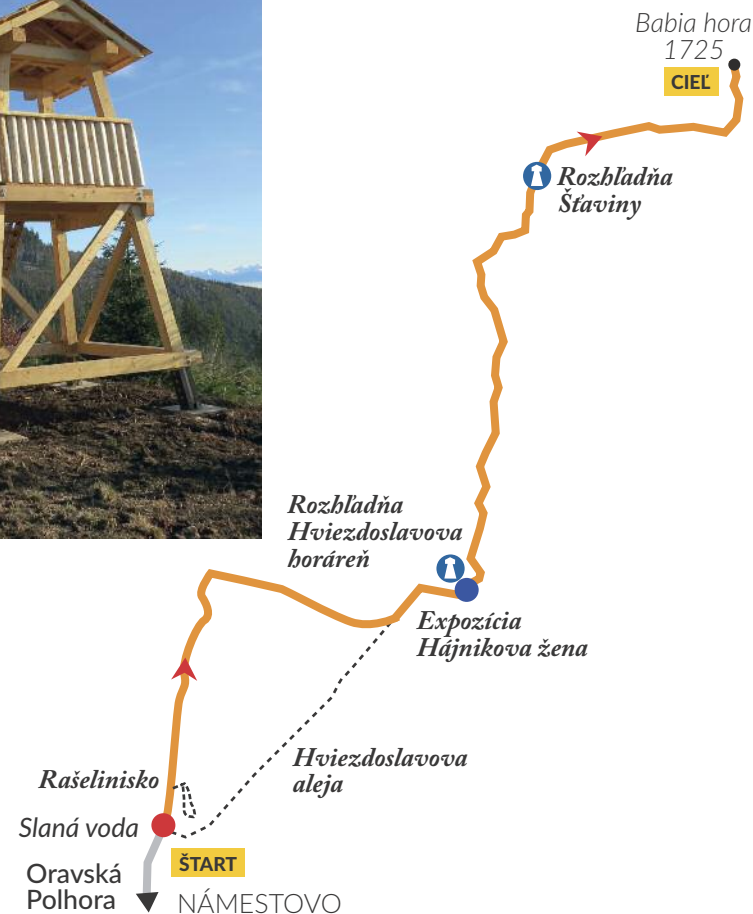 Babia hora
1725
CIEĽ
Rozhľadňa
Šťaviny
Rozhľadňa
Hviezdoslavova
horáreň
Expozícia
Hájnikova žena
Hviezdoslavova
aleja
Rašelinisko
Slaná voda
ŠTART
Oravská
Polhora
NÁMESTOVO